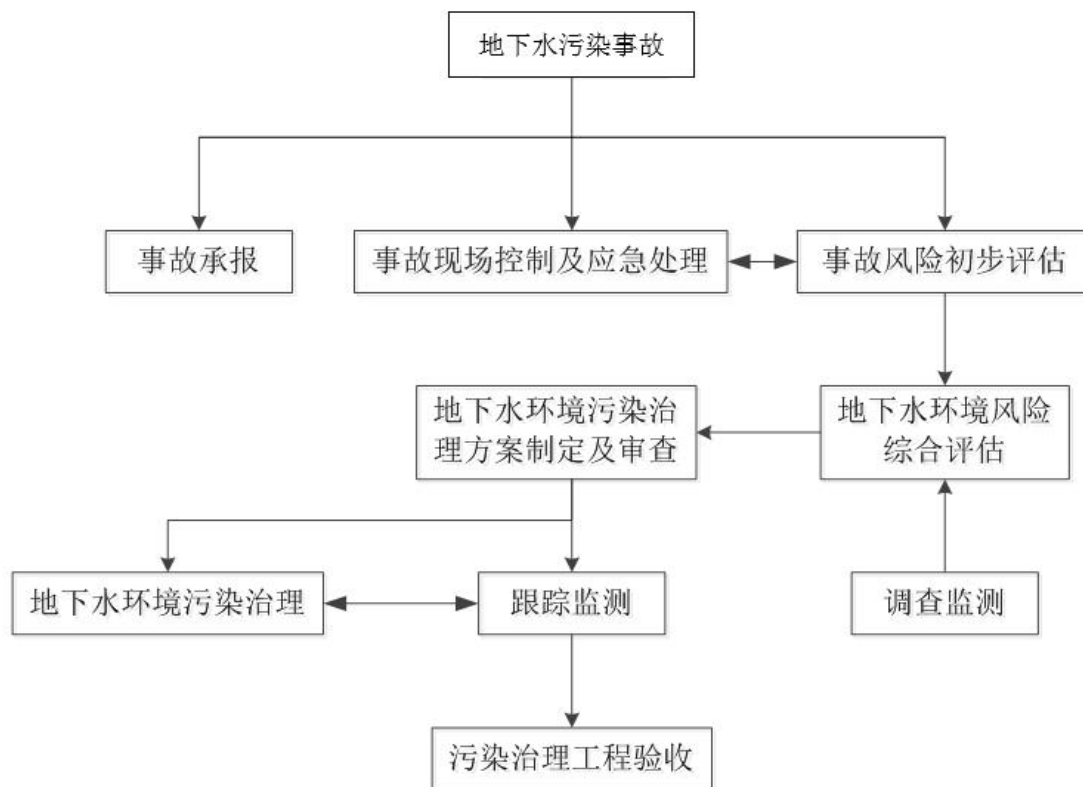 地下水污染事故
事故承报
事故现场控制及应急处理
事故风险初步评估
地下水环境污染治
理方案制定及审查
地下水环境风险
综合评估
地下水环境污染治理
跟踪监测
调查监测
污染治理工程验收